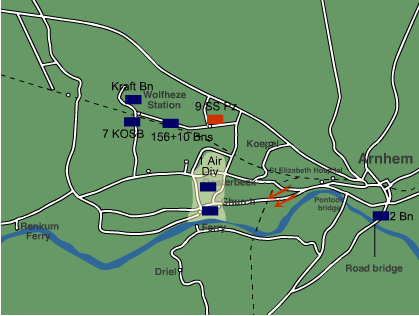 Kraft Bn
Wolfheze
Station
9 SS Pz
7 KOSB
156+10 Bns
Koepel
Air
Div
St Elizabeth Hospital
Arnhem
Church
Pontoon
bridge
2 Bn
Renkum
Ferry
Ferry
Driel
Road bridge